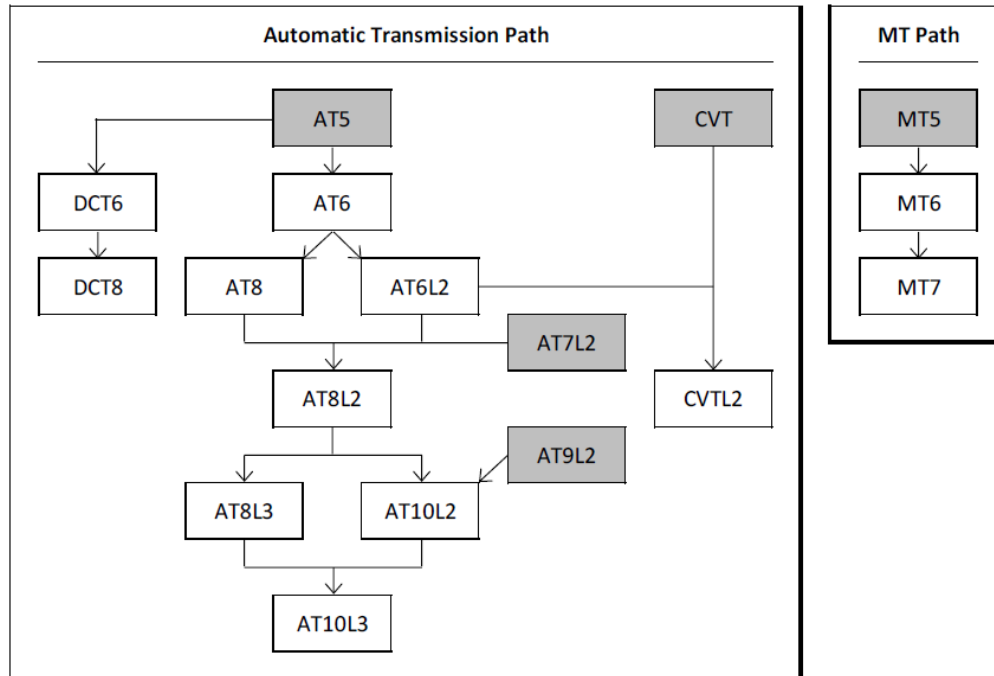 Automatic Transmission Path
MT Path
AT5
CVT
MT5
DCT6
AT6
MT6
DCT8
AT8
AT6L2
MT7
AT7L2
AT8L2
CVTL2
AT9L2
AT8L3
AT10L2
AT10L3